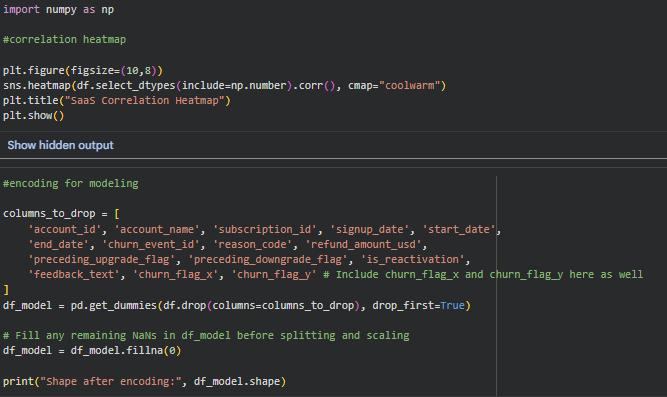 import numpy as np
#correlation heatmap
plt.figure(figsize=(10,8))
sns.heatmap(df.select_dtypes(include=np.number).corr(), cmap="coolwarm")
plt.title("SaaS Correlation Heatmap")
plt.show()
Show hidden output
#encoding for modeling
columns_to_drop = [
    'account_id', 'account_name', 'subscription_id', 'signup_date', 'start_date',
    'end_date', 'churn_event_id', 'reason_code', 'refund_amount_usd',
    'preceding_upgrade_flag', 'preceding_downgrade_flag', 'is_reactivation',
    'feedback_text', 'churn_flag_x', 'churn_flag_y' # Include churn_flag_x and churn_flag_y here as well
]
df_model = pd.get_dummies(df.drop(columns=columns_to_drop), drop_first=True)
# Fill any remaining NaNs in df_model before splitting and scaling
df_model = df_model.fillna(0)
print("Shape after encoding:", df_model.shape)